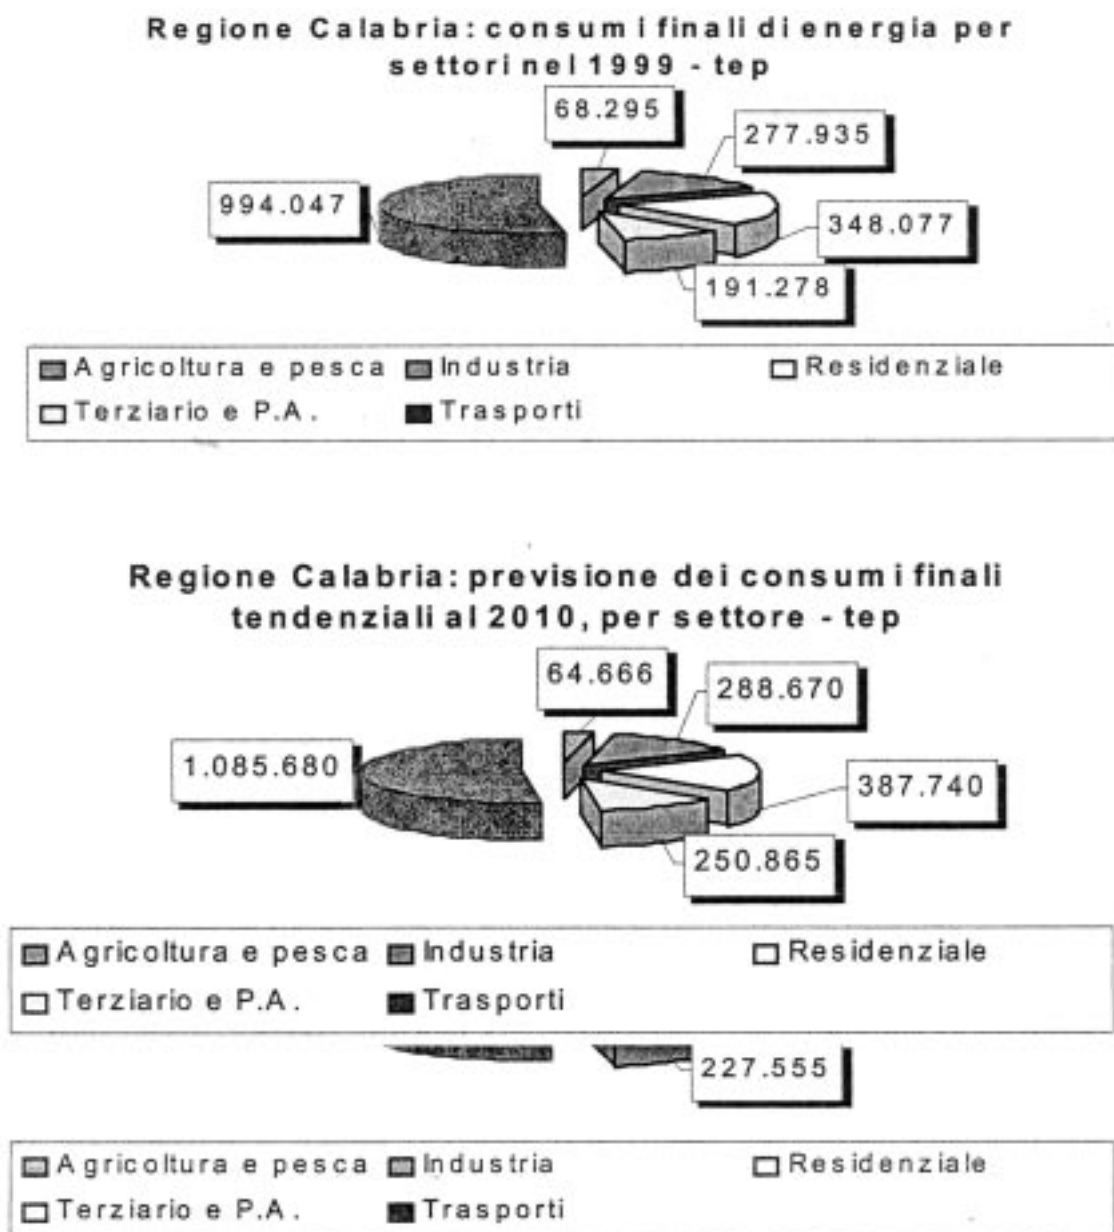 Regione Calabria: consumi finali di energia per
settori nel 1999 - tep
68.295
277.935
994.047
348.077
191.278
Agricoltura e pesca Industria Residenziale
Terziario e P.A. Trasporti
Regione Calabria: previsione dei consumi finali
tendenziali al 2010, per settore - tep
64.666
288.670
1.085.680
387.740
250.865
Agricoltura e pesca Industria Residenziale
Terziario e P.A. Trasporti
227.555
Agricoltura e pesca Industria Residenziale
Terziario e P.A. Trasporti